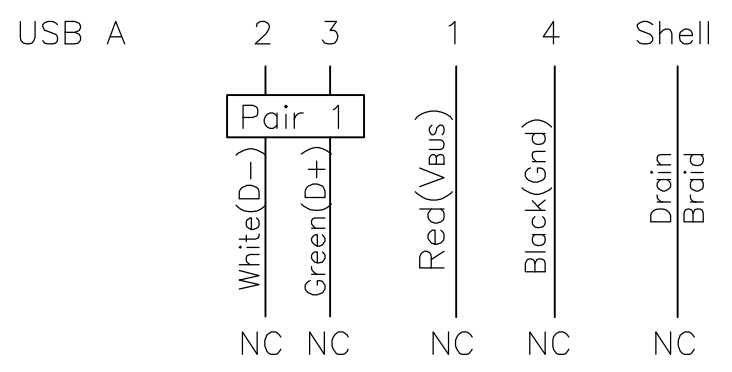 USB A 2 3 1 4 Shell
Pair 1
White(D-)
Green(D+)
Red(VBUS)
Black(Gnd)
Drain
Braid
NC NC NC NC NC